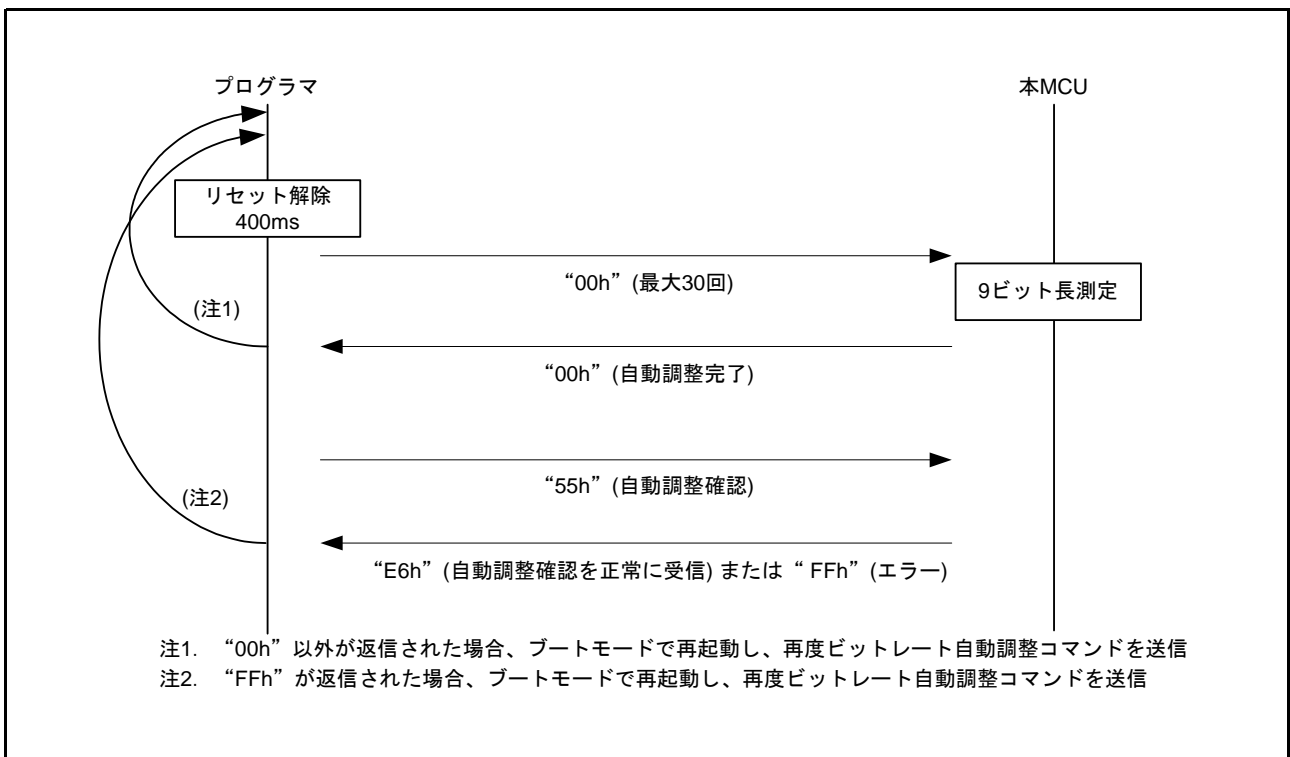 プログラマ
本MCU
リセット解除
400ms
“00h” (最大30回)
9ビット長測定
(注1)
“00h” (自動調整完了)
“55h” (自動調整確認)
(注2)
“E6h” (自動調整確認を正常に受信) または “ FFh” (エラー)
注1. “00h” 以外が返信された場合、ブートモードで再起動し、再度ビットレート自動調整コマンドを送信
注2. “FFh” が返信された場合、ブートモードで再起動し、再度ビットレート自動調整コマンドを送信